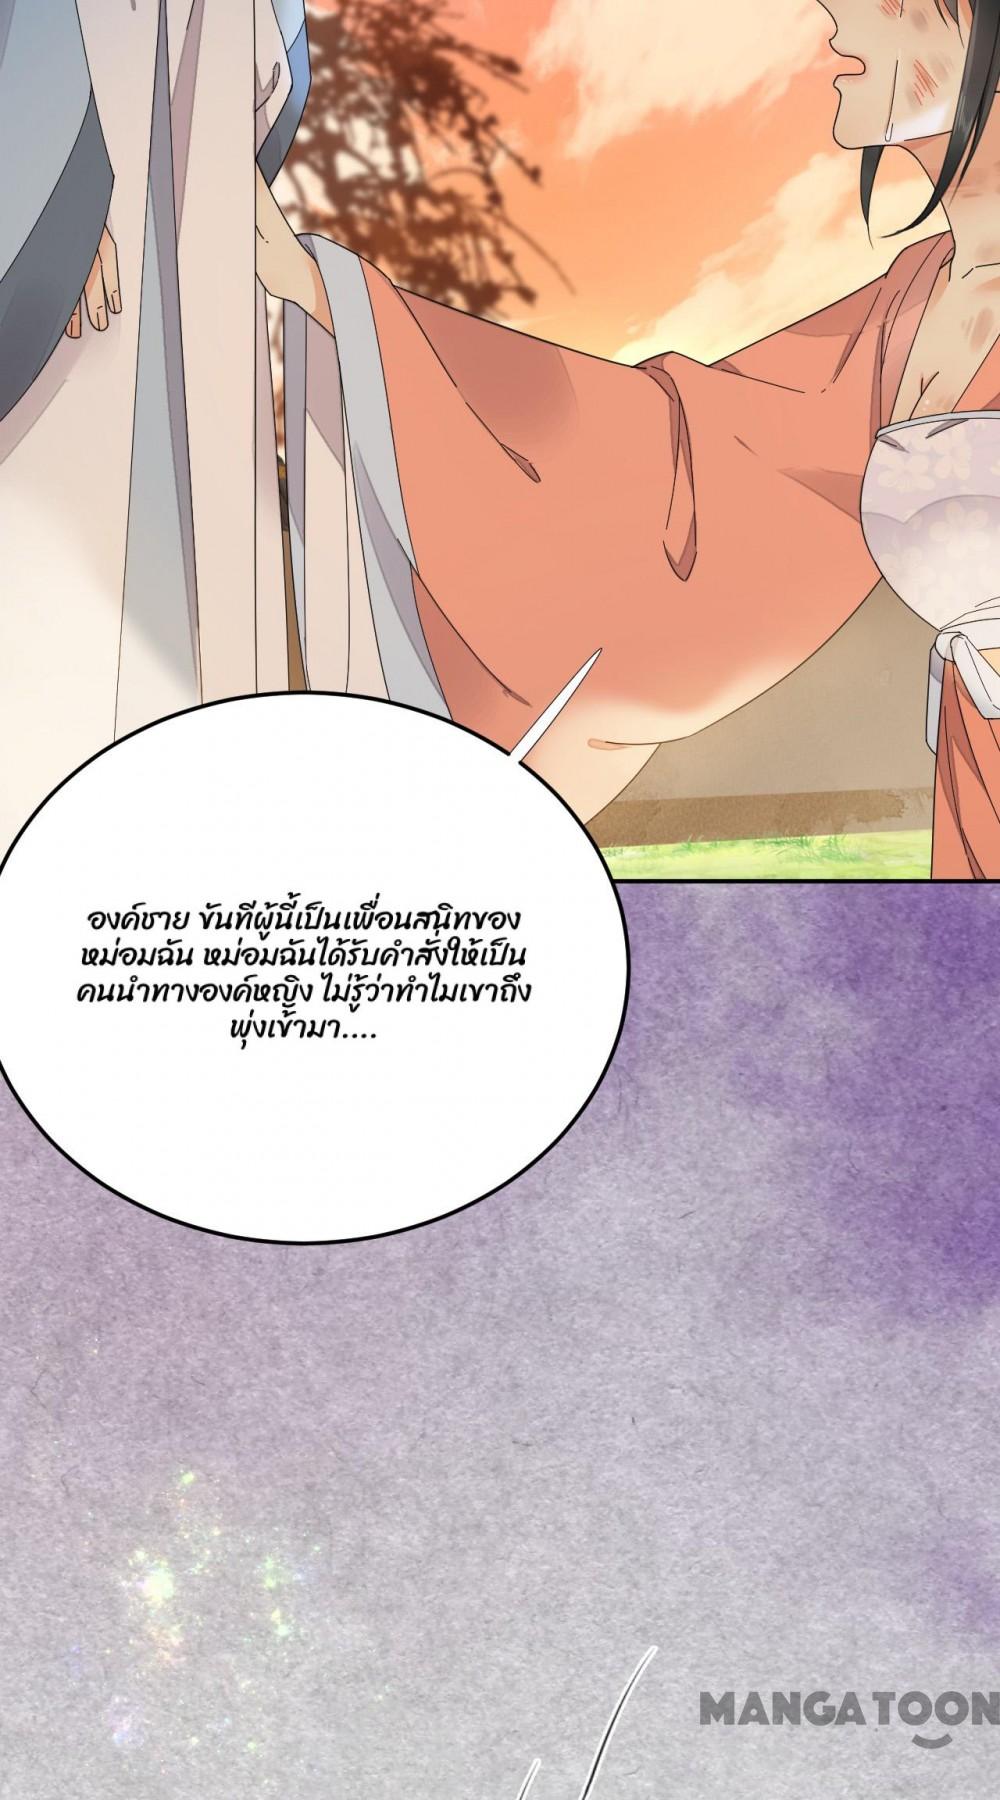 องค์ชาย ขันทีผู้นี้เป็นเพื่อนสนิทของ
หม่อมฉัน หม่อมฉันได้รับคำสั่งให้เป็น
คนนำทางองค์หญิง ไม่รู้ว่าทำไมเขาถึง
พุ่งเข้ามา....
MANGATOON